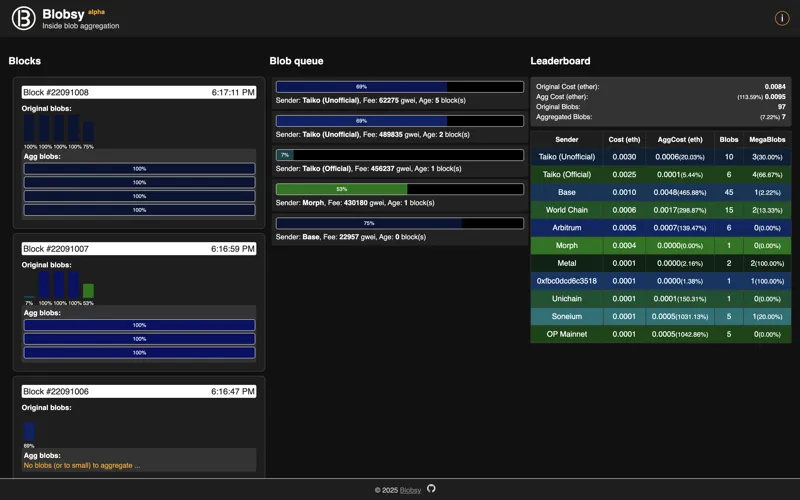 Blobsy alpha
Inside blob aggregation
i
Blocks
Block #22091008 6:17:11 PM
Original blobs:
100% 100% 100% 100% 75%
Agg blobs:
100%
100%
100%
100%
Block #22091007 6:16:59 PM
Original blobs:
7% 100% 100% 100% 53%
Agg blobs:
100%
100%
100%
Block #22091006 6:16:47 PM
Original blobs:
69%
Agg blobs:
No blobs (or to small) to aggregate ...
Blob queue
69%
Sender: Taiko (Unofficial), Fee: 62275 gwei, Age: 5 block(s)
69%
Sender: Taiko (Unofficial), Fee: 489835 gwei, Age: 2 block(s)
7%
Sender: Taiko (Official), Fee: 456237 gwei, Age: 1 block(s)
53%
Sender: Morph, Fee: 430180 gwei, Age: 1 block(s)
75%
Sender: Base, Fee: 22957 gwei, Age: 0 block(s)
Leaderboard
Original Cost (ether): 0.0084
Agg Cost (ether): (113.59%) 0.0095
Original Blobs: 97
Aggregated Blobs: (7.22%) 7
Sender Cost (eth) AggCost (eth) Blobs MegaBlobs
Taiko (Unofficial) 0.0030 0.0006(20.03%) 10 3(30.00%)
Taiko (Official) 0.0025 0.0001(5.44%) 6 4(66.67%)
Base 0.0010 0.0048(465.88%) 45 1(2.22%)
World Chain 0.0006 0.0017(298.87%) 15 2(13.33%)
Arbitrum 0.0005 0.0007(139.47%) 6 0(0.00%)
Morph 0.0004 0.0000(0.00%) 1 0(0.00%)
Metal 0.0001 0.0000(2.16%) 2 2(100.00%)
0xfbc0dcd6c3518 0.0001 0.0000(1.38%) 1 1(100.00%)
Unichain 0.0001 0.0001(150.31%) 1 0(0.00%)
Soneium 0.0001 0.0005(1031.13%) 5 1(20.00%)
OP Mainnet 0.0001 0.0005(1042.86%) 5 0(0.00%)
© 2025 Blobsy